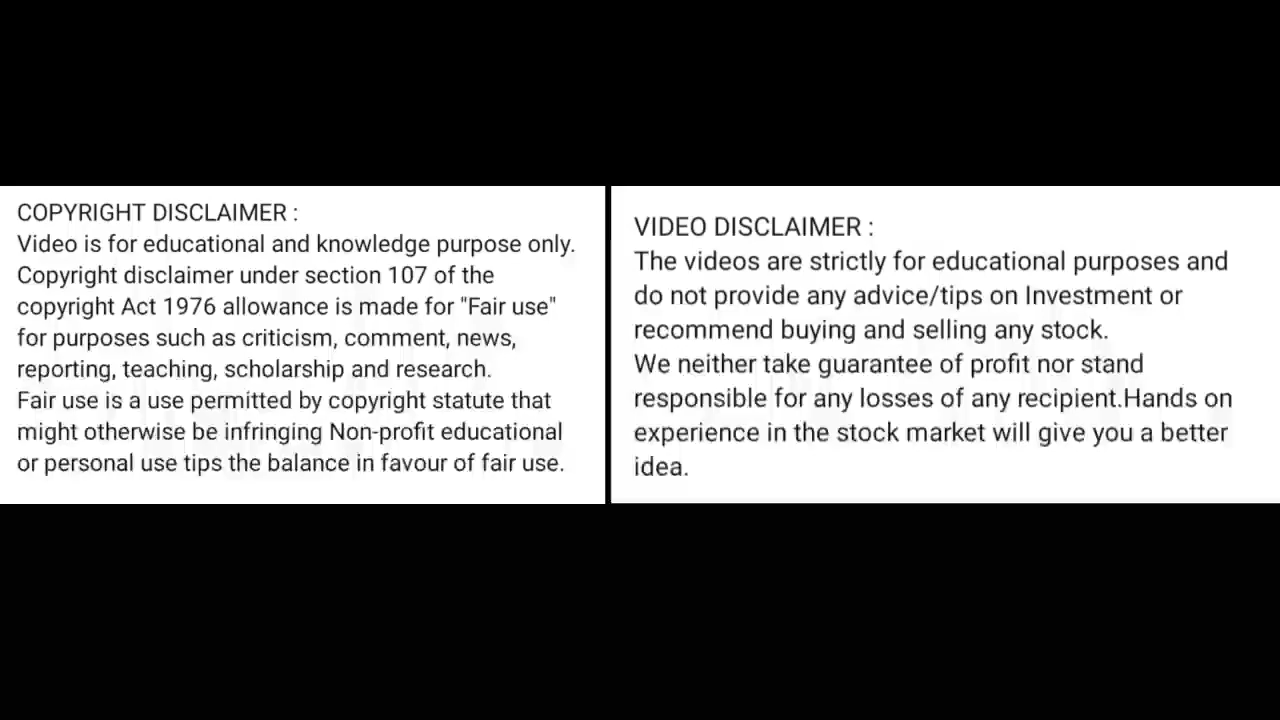 COPYRIGHT DISCLAIMER :
Video is for educational and knowledge purpose only.
Copyright disclaimer under section 107 of the
copyright Act 1976 allowance is made for "Fair use"
for purposes such as criticism, comment, news,
reporting, teaching, scholarship and research.
Fair use is a use permitted by copyright statute that
might otherwise be infringing Non-profit educational
or personal use tips the balance in favour of fair use.
VIDEO DISCLAIMER :
The videos are strictly for educational purposes and
do not provide any advice/tips on Investment or
recommend buying and selling any stock.
We neither take guarantee of profit nor stand
responsible for any losses of any recipient.Hands on
experience in the stock market will give you a better
idea.